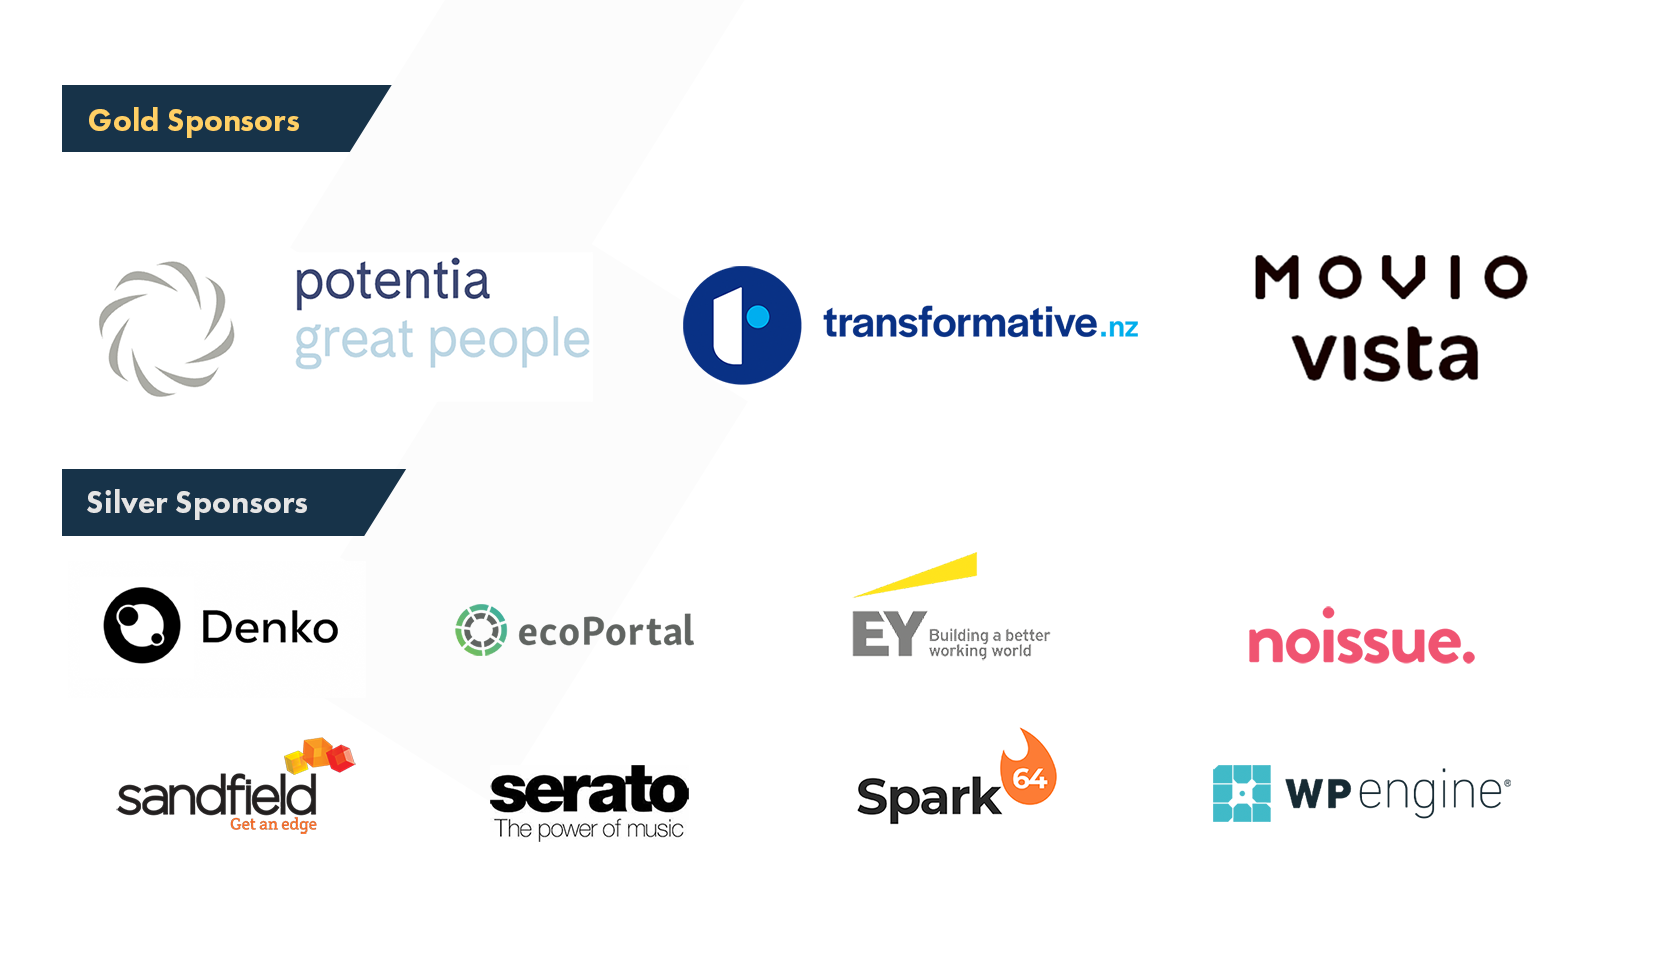 Gold Sponsors
potentia
great people
transformative.nz
MOVIO
vista
Silver Sponsors
Denko
ecoPortal
EY Building a better
working world
noissue.
sandfield
Get an edge
serato
The power of music
Spark 64
WP engine®